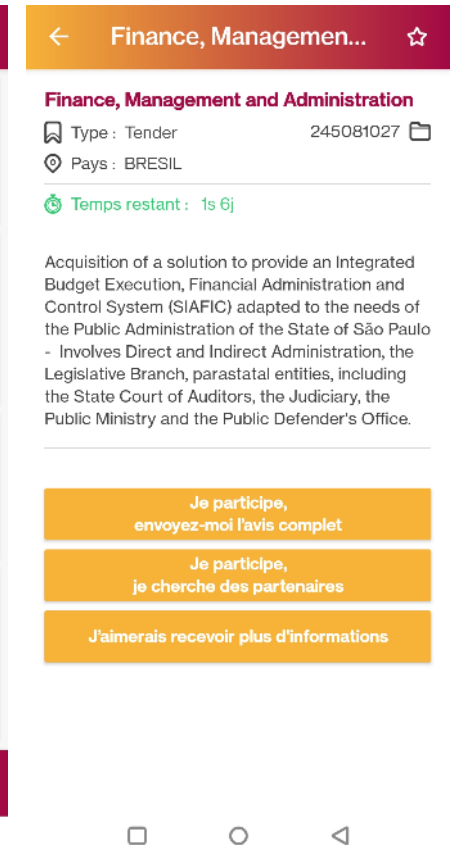 Finance, Managemen...
Finance, Management and Administration
Type : Tender
245081027
Pays : BRESIL
Temps restant : 1s 6j
Acquisition of a solution to provide an Integrated
Budget Execution, Financial Administration and
Control System (SIAFIC) adapted to the needs of
the Public Administration of the State of São Paulo
- Involves Direct and Indirect Administration, the
Legislative Branch, parastatal entities, including
the State Court of Auditors, the Judiciary, the
Public Ministry and the Public Defender's Office.
Je participe,
envoyez-moi l'avis complet
Je participe,
je cherche des partenaires
J'aimerais recevoir plus d'informations